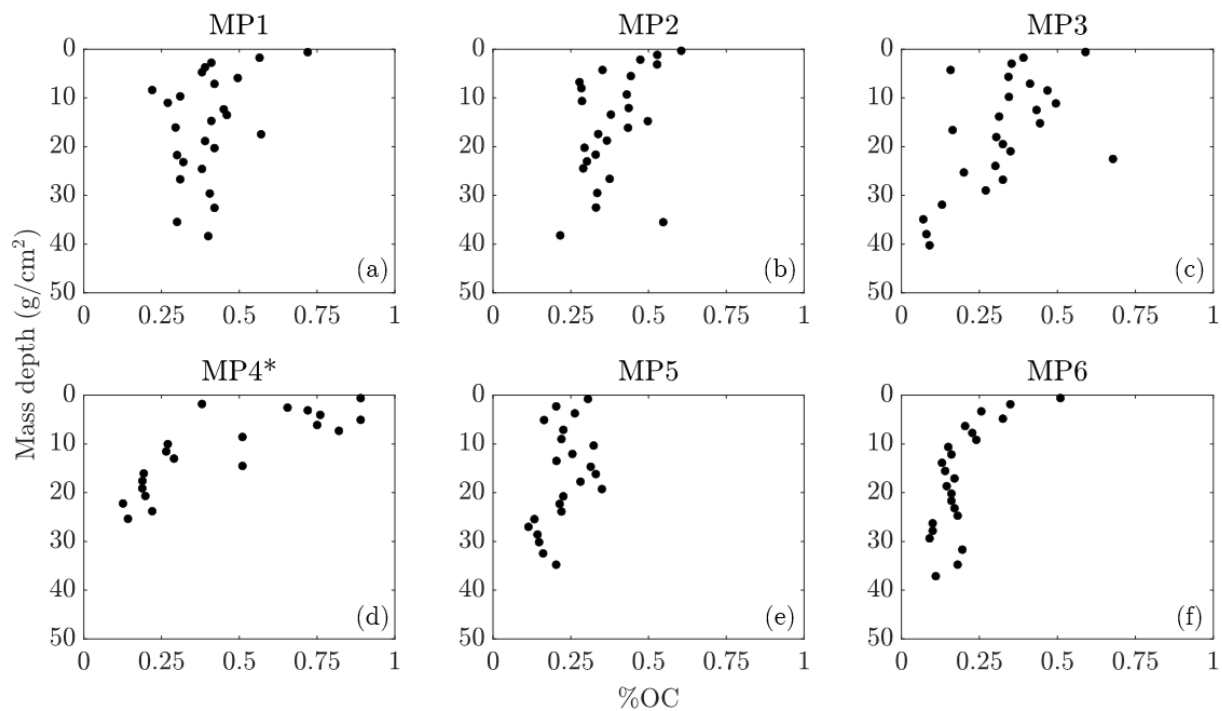 MP1 MP2 MP3
0 0 0
10 10 10
20 20 20
30 30 30
40 40 40
50 50 50
(a) (b) (c)
0 0.25 0.5 0.75 1 0 0.25 0.5 0.75 1 0 0.25 0.5 0.75 1
Mass depth (g/cm²)
MP4* MP5 MP6
0 0 0
10 10 10
20 20 20
30 30 30
40 40 40
50 50 50
(d) (e) (f)
0 0.25 0.5 0.75 1 0 0.25 0.5 0.75 1 0 0.25 0.5 0.75 1
%OC